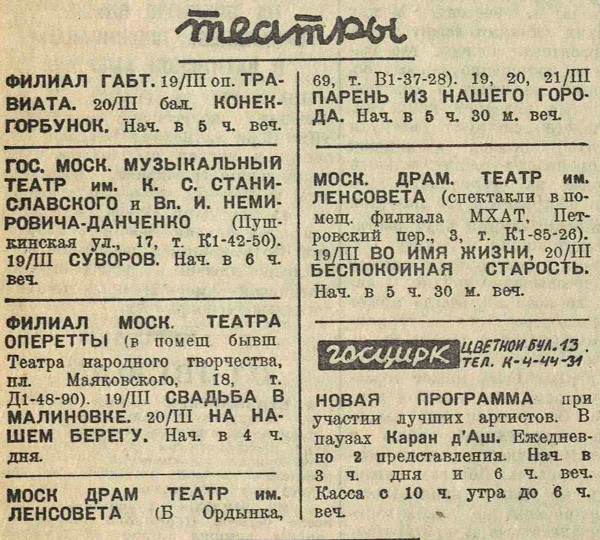 театры
ФИЛИАЛ ГАБТ. 19/III оп. ТРА-
ВИАТА. 20/III бал. КОНЕК-
ГОРБУНОК. Нач. в 5 ч. веч.
ГОС. МОСК. МУЗЫКАЛЬНЫЙ
ТЕАТР им. К. С. СТАНИ-
СЛАВСКОГО и Вл. И. НЕМИ-
РОВИЧА-ДАНЧЕНКО (Пуш-
кинская ул., 17, т. К1-42-50).
19/III СУВОРОВ. Нач. в 6 ч.
веч.
ФИЛИАЛ МОСК. ТЕАТРА
ОПЕРЕТТЫ (в помещ бывш
Театра народного творчества,
пл. Маяковского, 18, т.
Д1-48-90). 19/III СВАДЬБА В
МАЛИНОВКЕ. 20/III НА НА-
ШЕМ БЕРЕГУ. Нач. в 4 ч.
дня.
МОСК ДРАМ ТЕАТР им.
ЛЕНСОВЕТА (Б Ордынка,
69, т. В1-37-28). 19, 20, 21/III
ПАРЕНЬ ИЗ НАШЕГО ГОРО-
ДА. Нач. в 5 ч. 30 м. веч.
МОСК. ДРАМ. ТЕАТР им.
ЛЕНСОВЕТА (спектакли в по-
мещ. филиала МХАТ, Пет-
ровский пер., 3, т. К1-85-26).
19/III ВО ИМЯ ЖИЗНИ, 20/III
БЕСПОКОЙНАЯ СТАРОСТЬ.
Нач. в 5 ч. 30 м. веч.
ГОСЦИРК ЦВЕТНОЙ БУЛ. 13.
ТЕЛ. К-4-44-31
НОВАЯ ПРОГРАММА при
участии лучших артистов. В
паузах Каран д'Аш. Ежеднев-
но 2 представления. Нач. в
3 ч. дня и 6 ч. веч.
Касса с 10 ч. утра до 6 ч.
веч.